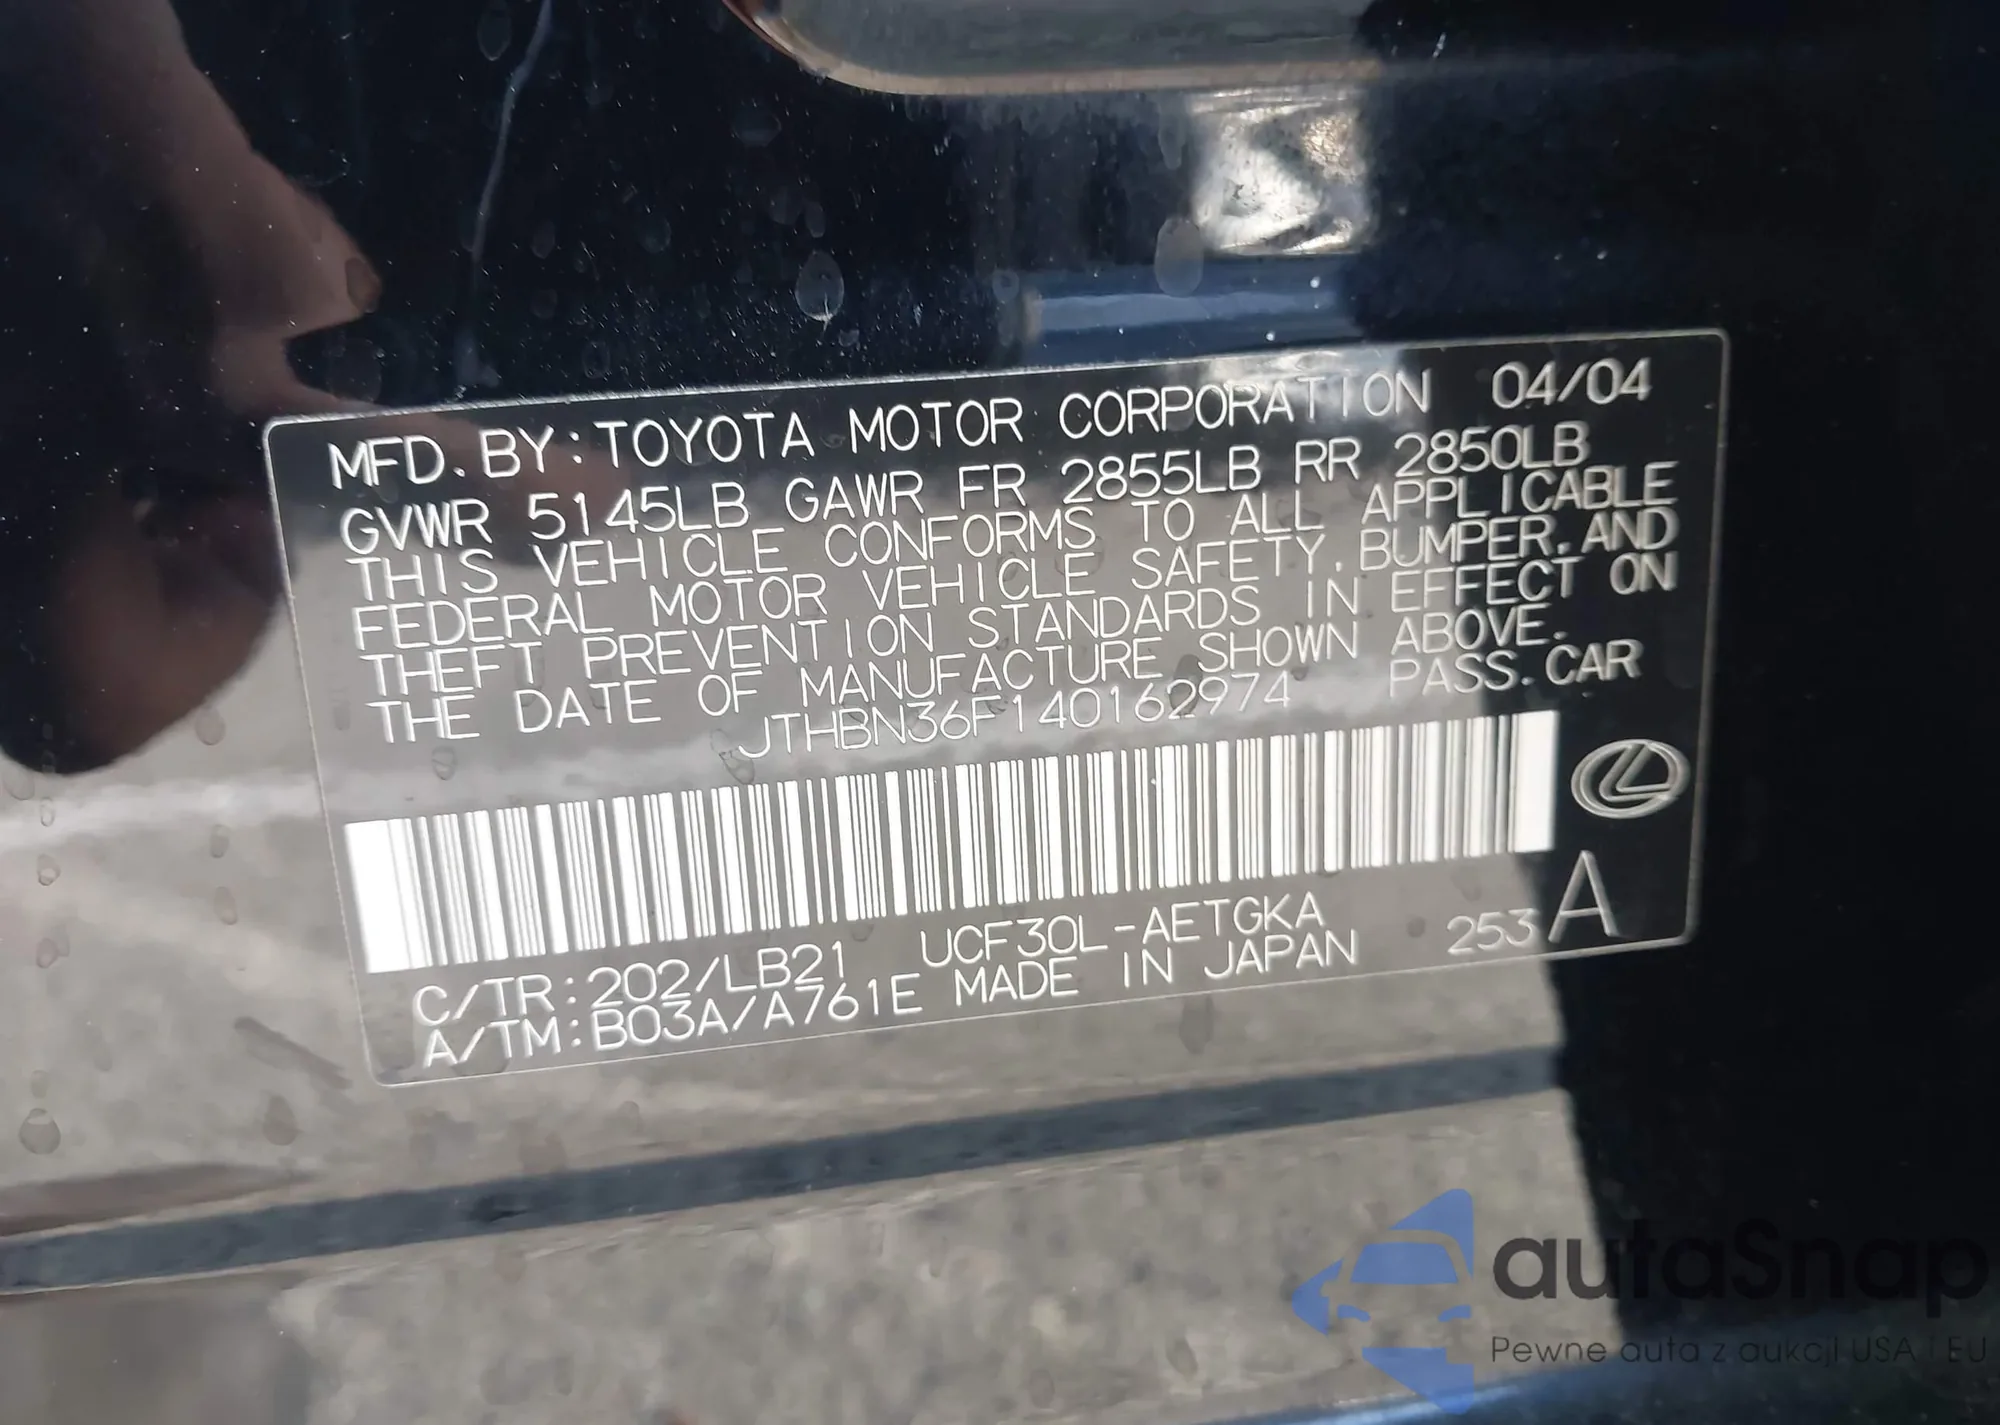 MFD. BY: TOYOTA MOTOR CORPORATION 04/04
GVWR 5145LB GAWR FR 2855LB RR 2850LB
THIS VEHICLE CONFORMS TO ALL APPLICABLE
FEDERAL MOTOR VEHICLE SAFETY, BUMPER, AND
THEFT PREVENTION STANDARDS IN EFFECT ON
THE DATE OF MANUFACTURE SHOWN ABOVE.
JTHBN36F140162974 PASS. CAR
C/TR: 202/LB21 UCF30L-AETGKA 253 A
A/TM: B03A/A761E MADE IN JAPAN
autaSnap
Pewne auta z aukcji USA i EU